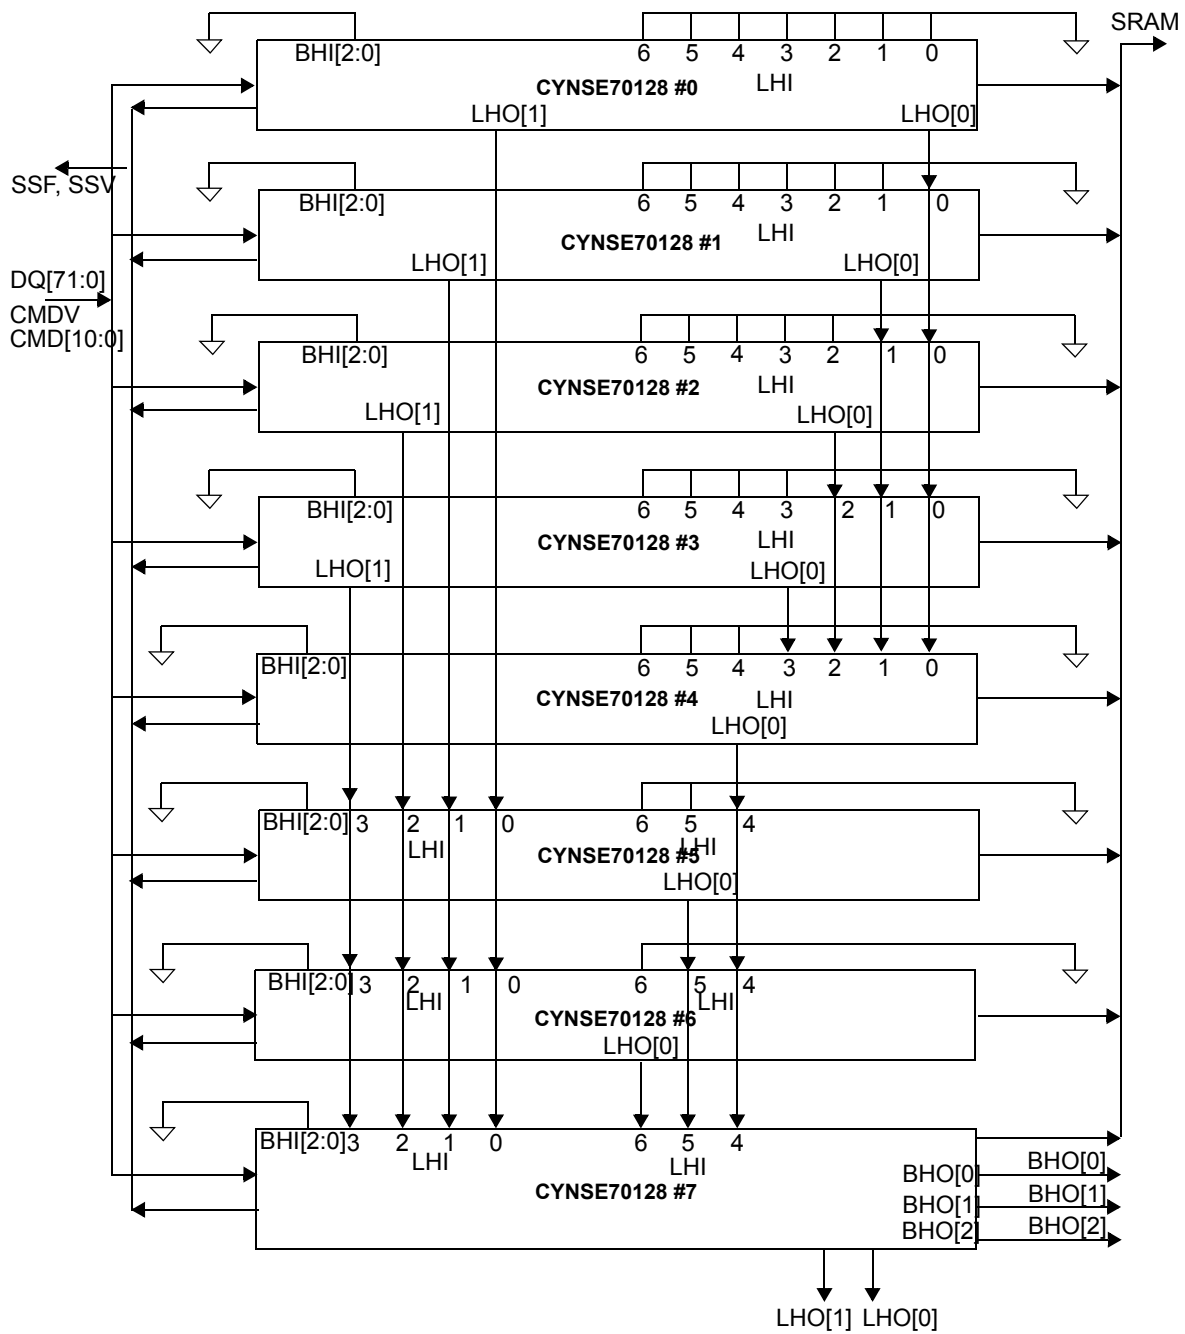 SRAM
BHI[2:0] 6 5 4 3 2 1 0
CYNSE70128 #0 LHI
LHO[1] LHO[0]
SSF, SSV
BHI[2:0] 6 5 4 3 2 1 0
CYNSE70128 #1 LHI
LHO[1] LHO[0]
DQ[71:0]
CMDV
CMD[10:0]
BHI[2:0] 6 5 4 3 2 1 0
CYNSE70128 #2 LHI
LHO[1] LHO[0]
BHI[2:0] 6 5 4 3 2 1 0
CYNSE70128 #3 LHI
LHO[1] LHO[0]
BHI[2:0] 6 5 4 3 2 1 0
CYNSE70128 #4 LHI
LHO[0]
BHI[2:0] 3 2 1 0 6 5 4
LHI CYNSE70128 #5 LHI
LHO[0]
BHI[2:0] 3 2 1 0 6 5 4
LHI CYNSE70128 #6 LHI
LHO[0]
BHI[2:0] 3 2 1 0 6 5 4
LHI LHI
CYNSE70128 #7
BHO[0] BHO[0]
BHO[1] BHO[1]
BHO[2] BHO[2]
LHO[1] LHO[0]